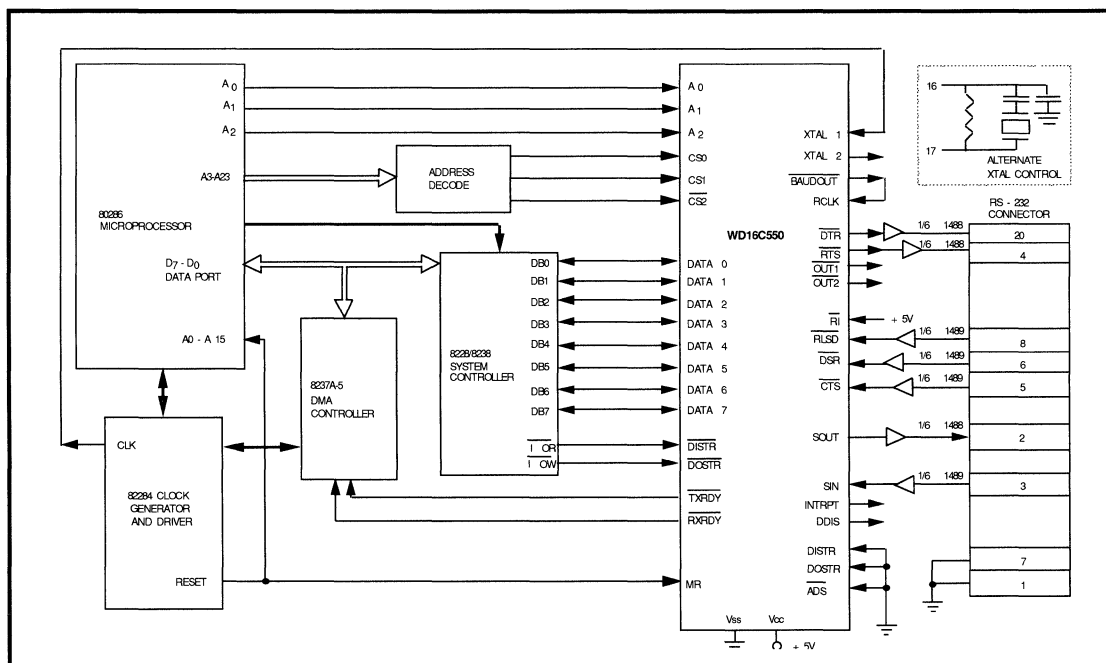 80286
MICROPROCESSOR
A 0
A 1
A 2
A3-A23
D7 - D0
DATA PORT
A0 - A 15
ADDRESS
DECODE
8237A-5
DMA
CONTROLLER
CLK
82284 CLOCK
GENERATOR
AND DRIVER
RESET
DB0
DB1
DB2
DB3
DB4
DB5
DB6
DB7
8228/8238
SYSTEM
CONTROLLER
I OR
I OW
WD16C550
A 0
A 1
A 2
CS0
CS1
CS2
DATA 0
DATA 1
DATA 2
DATA 3
DATA 4
DATA 5
DATA 6
DATA 7
DISTR
DOSTR
TXRDY
RXRDY
MR
Vss
Vcc
+ 5V
XTAL 1
XTAL 2
BAUDOUT
RCLK
DTR
RTS
OUT1
OUT2
RI
RLSD
DSR
CTS
SOUT
SIN
INTRPT
DDIS
DISTR
DOSTR
ADS
16
17
ALTERNATE
XTAL CONTROL
RS - 232
CONNECTOR
1/6 1488
20
1/6 1488
4
+ 5V
1/6 1489
8
1/6 1489
6
1/6 1489
5
1/6 1488
2
1/6 1489
3
7
1